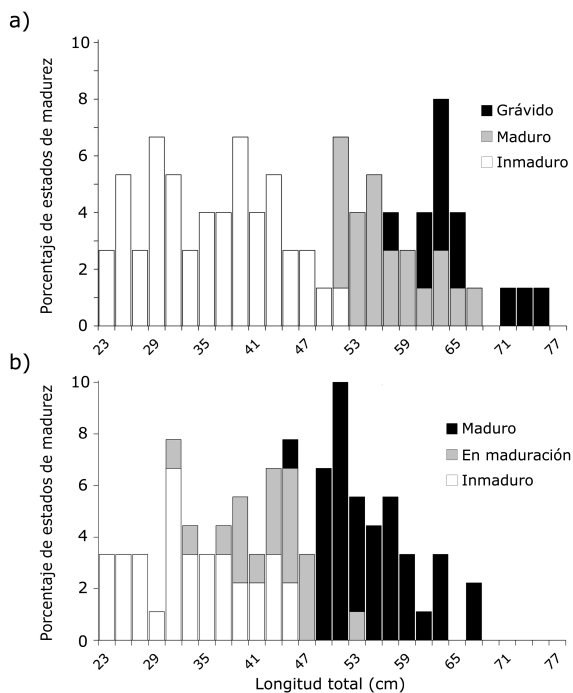 a)
Porcentaje de estados de madurez
10
8
6
4
2
0
Grávido
Maduro
Inmaduro
23
29
35
41
47
53
59
65
71
77
b)
Porcentaje de estados de madurez
10
8
6
4
2
0
Maduro
En maduración
Inmaduro
23
29
35
41
47
53
59
65
71
77
Longitud total (cm)